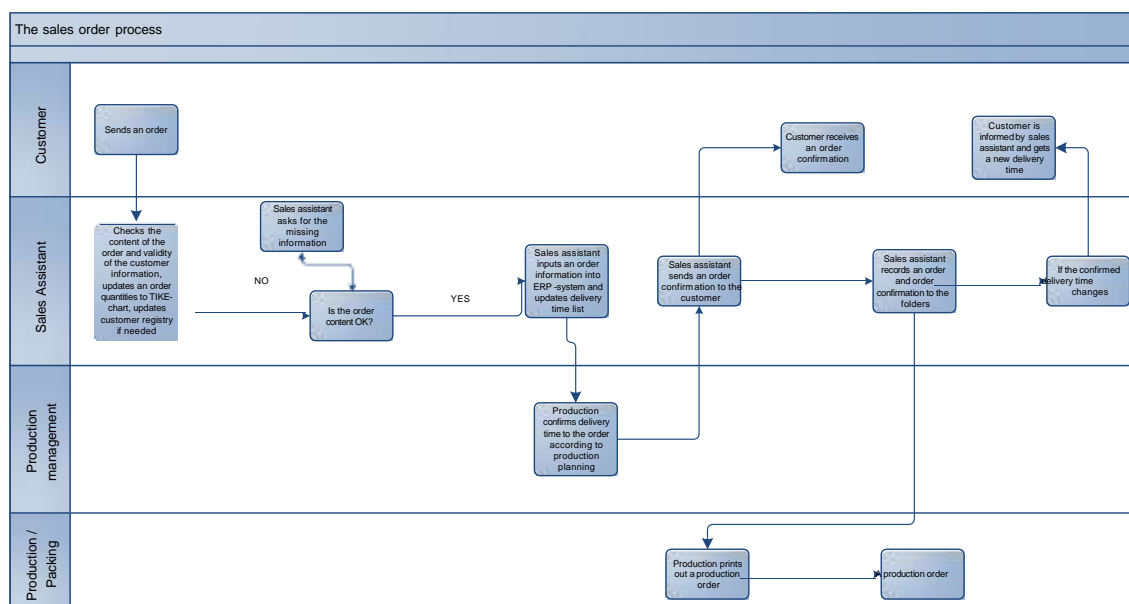 The sales order process
Customer
Sends an order
Customer receives
an order
confirmation
Customer is
informed by sales
assistant and gets
a new delivery
time
Sales Assistant
Checks the
content of the
order and validity
of the customer
information,
updates an order
quantities to TIKE-
chart, updates
customer registry
if needed
Sales assistant
asks for the
missing
information
NO
Is the order
content OK?
YES
Sales assistant
inputs an order
information into
ERP -system and
updates delivery
time list
Sales assistant
sends an order
confirmation to the
customer
Sales assistant
records an order
and order
confirmation to the
folders
If the confirmed
delivery time
changes
Production
management
Production
confirms delivery
time to the order
according to
production
planning
Production /
Packing
Production prints
out a production
order
A production order